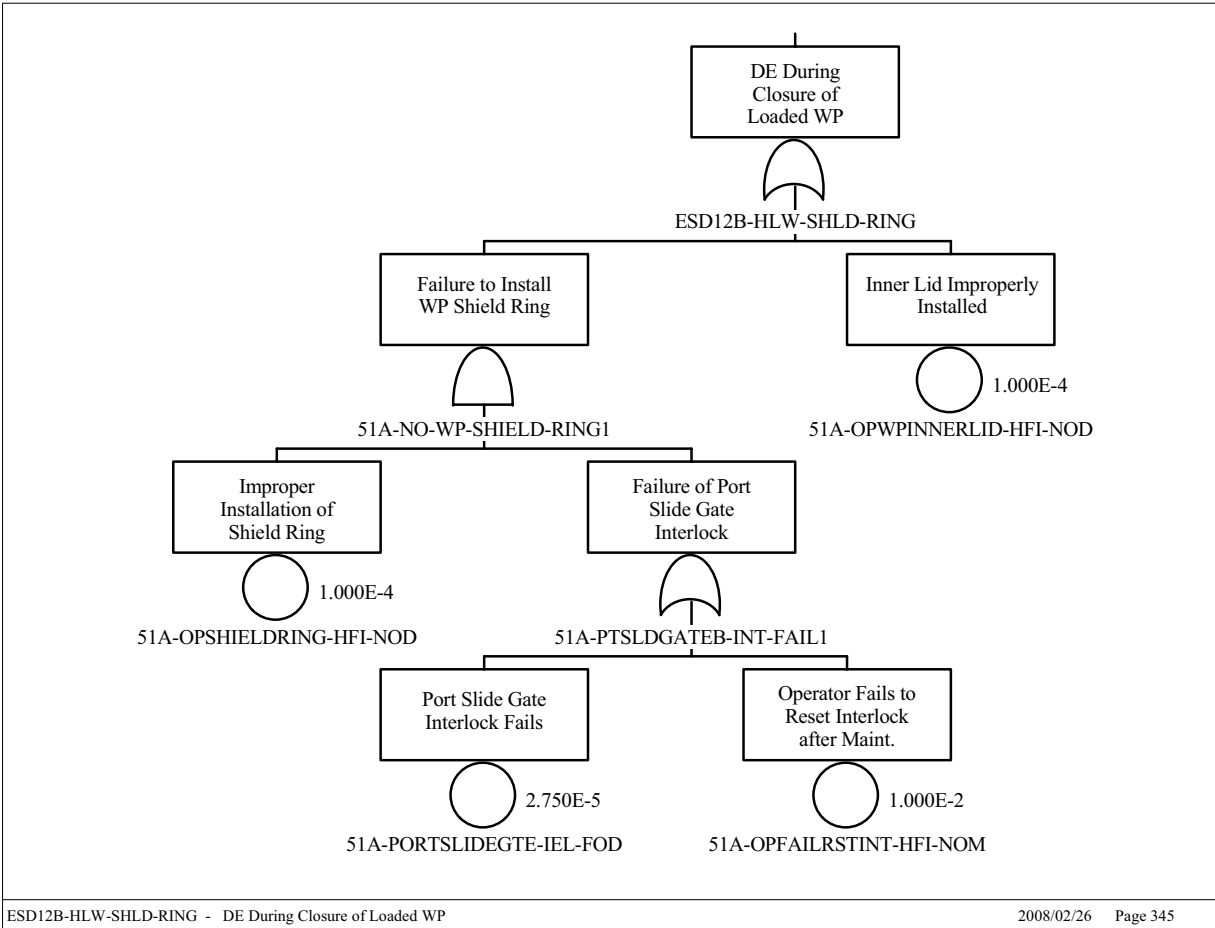 DE During
Closure of
Loaded WP
ESD12B-HLW-SHLD-RING
Failure to Install
WP Shield Ring
Inner Lid Improperly
Installed
1.000E-4
51A-NO-WP-SHIELD-RING1
51A-OPWPINNERLID-HFI-NOD
Improper
Installation of
Shield Ring
Failure of Port
Slide Gate
Interlock
1.000E-4
51A-OPSHIELDRING-HFI-NOD
51A-PTSLDGATEB-INT-FAIL1
Port Slide Gate
Interlock Fails
Operator Fails to
Reset Interlock
after Maint.
2.750E-5
1.000E-2
51A-PORTSLIDEGTE-IEL-FOD
51A-OPFAILRSTINT-HFI-NOM
ESD12B-HLW-SHLD-RING - DE During Closure of Loaded WP
2008/02/26 Page 345